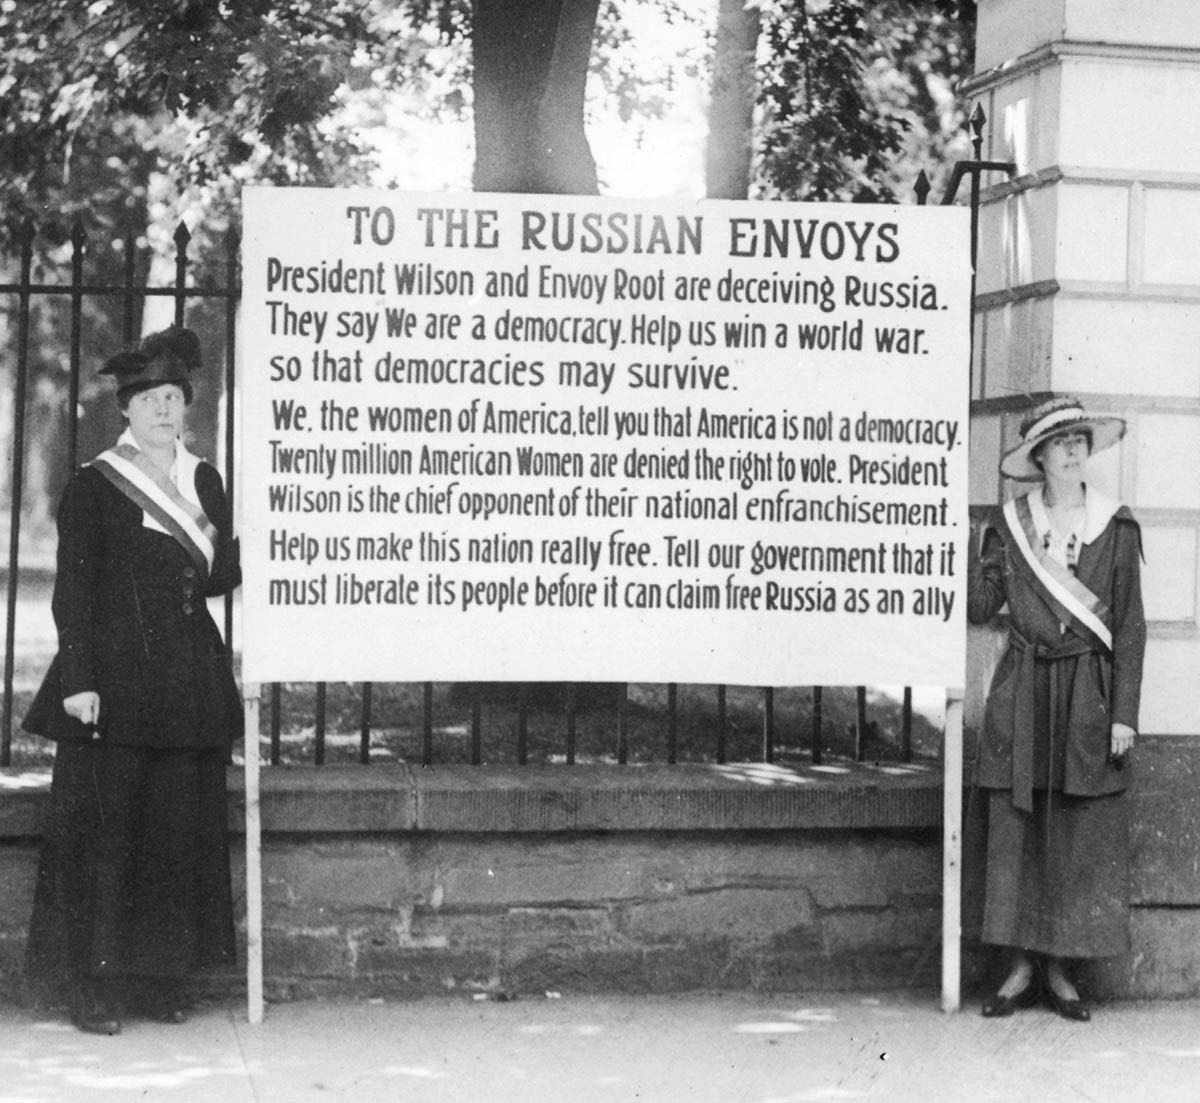 TO THE RUSSIAN ENVOYS
President Wilson and Envoy Root are deceiving Russia.
They say "We are a democracy. Help us win a world war.
so that democracies may survive."
We, the women of America, tell you that America is not a democracy.
Twenty million American Women are denied the right to vote. President
Wilson is the chief opponent of their national enfranchisement.
Help us make this nation really free. Tell our government that it
must liberate its people before it can claim free Russia as an ally